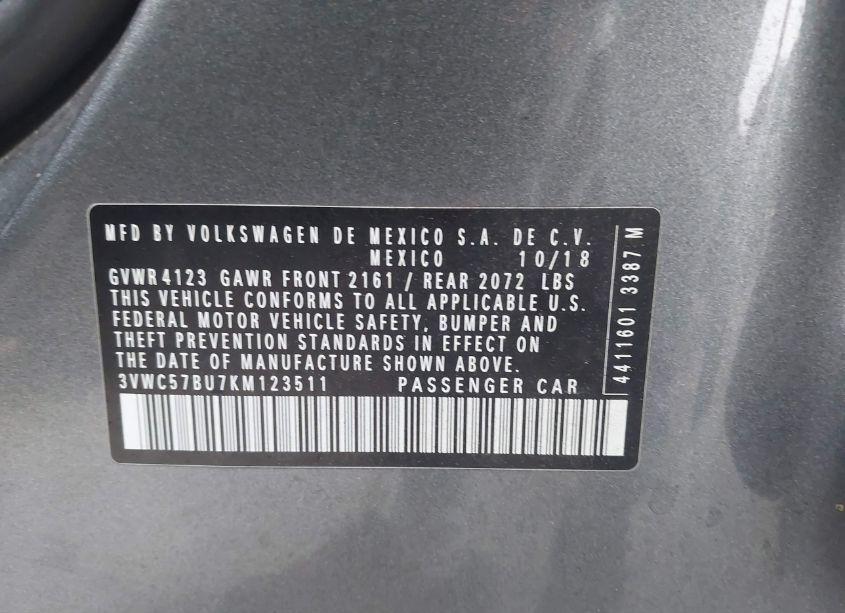 MFD BY VOLKSWAGEN DE MEXICO S.A. DE C.V.
MEXICO 10/18
GVWR 4123 GAWR FRONT 2161 / REAR 2072 LBS
THIS VEHICLE CONFORMS TO ALL APPLICABLE U.S.
FEDERAL MOTOR VEHICLE SAFETY, BUMPER AND
THEFT PREVENTION STANDARDS IN EFFECT ON
THE DATE OF MANUFACTURE SHOWN ABOVE.
3VWC57BU7KM123511 PASSENGER CAR
4411601 3387 M